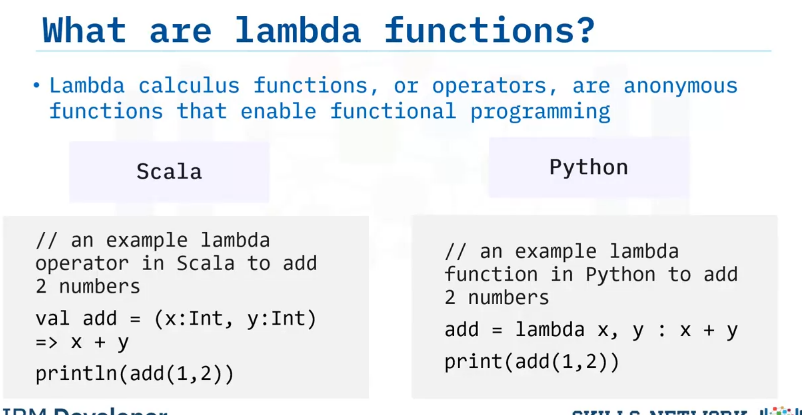 What are lambda functions?
• Lambda calculus functions, or operators, are anonymous
functions that enable functional programming
Scala
Python
// an example lambda
operator in Scala to add
2 numbers
val add = (x:Int, y:Int)
=> x + y
println(add(1,2))
// an example lambda
function in Python to add
2 numbers
add = lambda x, y : x + y
print(add(1,2))
IBM Developer
SKILLS NETWORK